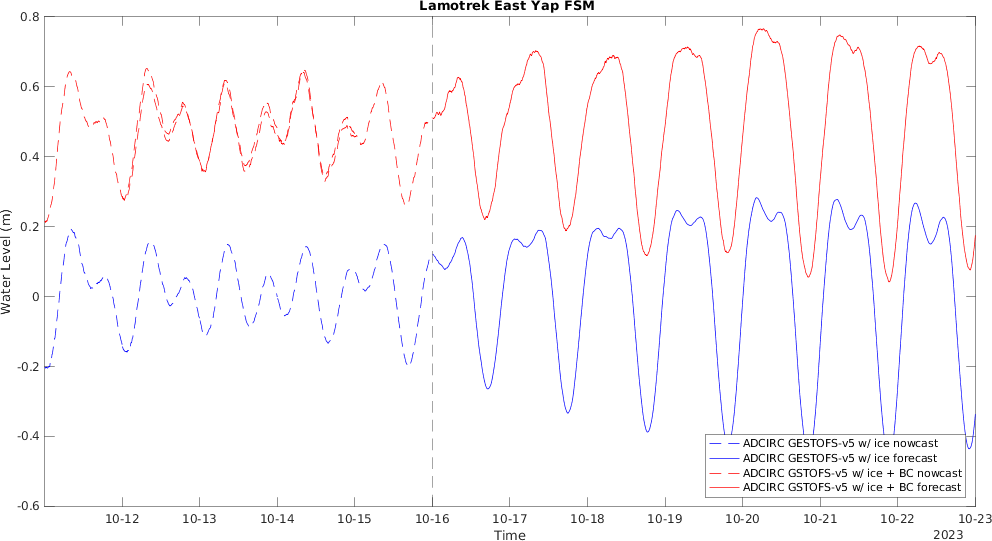 Lamotrek East Yap FSM
0.8
0.6
0.4
0.2
0
-0.2
-0.4
-0.6
Water Level (m)
ADCIRC GESTOFS-v5 w/ ice nowcast
ADCIRC GESTOFS-v5 w/ ice forecast
ADCIRC GSTOFS-v5 w/ ice + BC nowcast
ADCIRC GSTOFS-v5 w/ ice + BC forecast
10-12 10-13 10-14 10-15 10-16 10-17 10-18 10-19 10-20 10-21 10-22 10-23
Time
2023